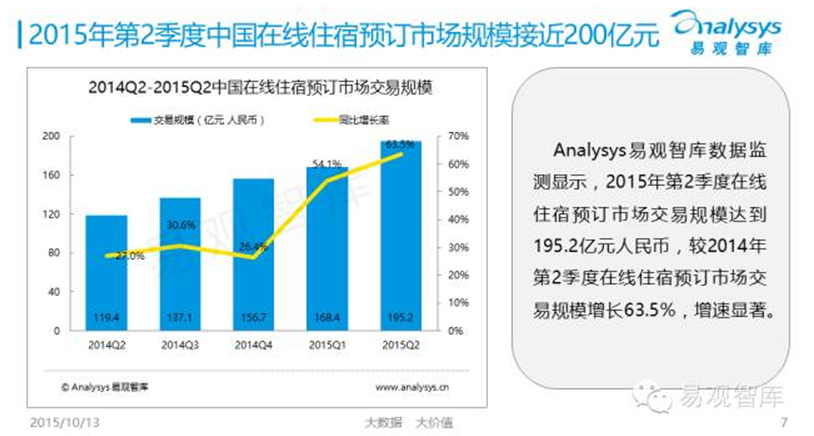 2015年第2季度中国在线住宿预订市场规模接近200亿元
analysys
易观智库
2014Q2-2015Q2中国在线住宿预订市场交易规模
交易规模（亿元 人民币）
同比增长率
200
160
120
80
40
0
70%
60%
50%
40%
30%
20%
10%
0%
27.0%
30.6%
26.4%
54.1%
63.5%
119.4
137.1
156.7
168.4
195.2
2014Q2
2014Q3
2014Q4
2015Q1
2015Q2
易观智库
© Analysys 易观智库
www.analysys.cn
Analysys易观智库数据监
测显示，2015年第2季度在线
住宿预订市场交易规模达到
195.2亿元人民币，较2014年
第2季度在线住宿预订市场交
易规模增长63.5%，增速显著。
易观智库
2015/10/13
大数据 大价值
7